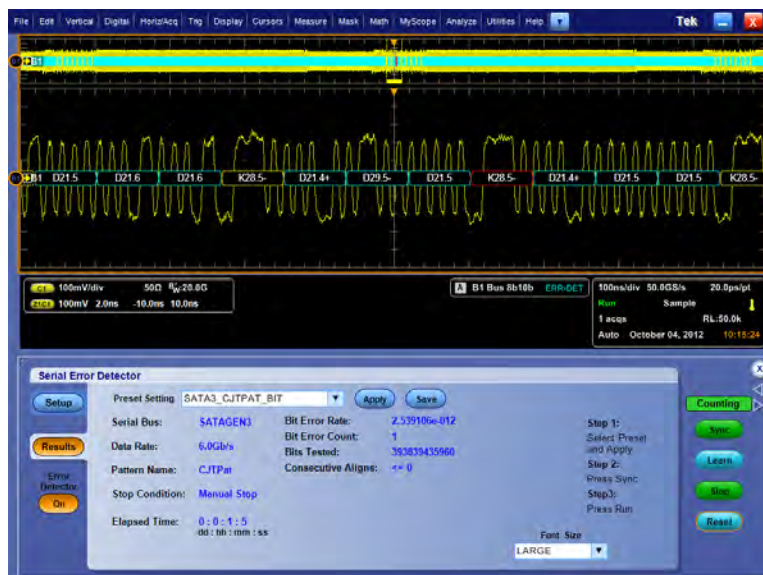 File Edit Vertical Digital Horiz/Acq Trig Display Cursors Measure Mask Math MyScope Analyze Utilities Help Tek X
B1
B1 D21.5 D21.6 D21.6 K28.5- D21.4+ D29.5- D21.5 K28.5- D21.4+ D21.5 D21.5 K28.5-
C1 100mV/div 50Ω BW:20.0G
Z1C1 100mV 2.0ns -10.0ns 10.0ns
A B1 Bus 8b10b ERR:DET
100ns/div 50.0GS/s 20.0ps/pt
Run Sample
1 acqs RL:50.0k
Auto October 04, 2012 10:15:24
Serial Error Detector
Setup
Results
Error
Detector
On
Preset Setting SATA3_CJTPAT_BIT Apply Save
Serial Bus: SATAGEN3
Data Rate: 6.0Gb/s
Pattern Name: CJTPat
Stop Condition: Manual Stop
Elapsed Time: 0 : 0 : 1 : 5
dd : hh : mm : ss
Bit Error Rate: 2.539106e-012
Bit Error Count: 1
Bits Tested: 393839435960
Consecutive Aligns: <= 0
Step 1:
Select Preset
and Apply
Step 2:
Press Sync
Step3:
Press Run
Font Size
LARGE
Counting
Sync
Learn
Stop
Reset